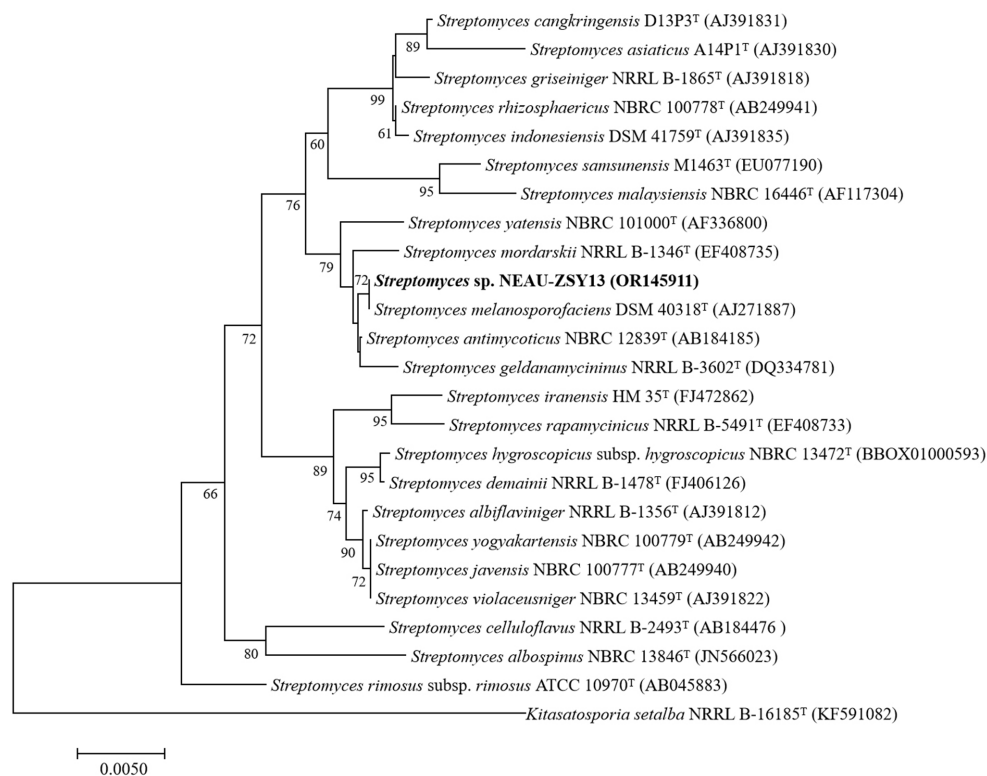 Streptomyces cangkringensis D13P3ᵀ (AJ391831)
89
Streptomyces asiaticus A14P1ᵀ (AJ391830)
Streptomyces griseiniger NRRL B-1865ᵀ (AJ391818)
99
Streptomyces rhizosphaericus NBRC 100778ᵀ (AB249941)
61
Streptomyces indonesiensis DSM 41759ᵀ (AJ391835)
60
Streptomyces samsunensis M1463ᵀ (EU077190)
95
Streptomyces malaysiensis NBRC 16446ᵀ (AF117304)
76
Streptomyces yatensis NBRC 101000ᵀ (AF336800)
Streptomyces mordarskii NRRL B-1346ᵀ (EF408735)
79
72
Streptomyces sp. NEAU-ZSY13 (OR145911)
Streptomyces melanosporofaciens DSM 40318ᵀ (AJ271887)
72
Streptomyces antimycoticus NBRC 12839ᵀ (AB184185)
Streptomyces geldanamycininus NRRL B-3602ᵀ (DQ334781)
Streptomyces iranensis HM 35ᵀ (FJ472862)
95
Streptomyces rapamycinicus NRRL B-5491ᵀ (EF408733)
Streptomyces hygroscopicus subsp. hygroscopicus NBRC 13472ᵀ (BBOX01000593)
89
95
Streptomyces demainii NRRL B-1478ᵀ (FJ406126)
66
74
Streptomyces albiflaviniger NRRL B-1356ᵀ (AJ391812)
Streptomyces yogyakartensis NBRC 100779ᵀ (AB249942)
90
Streptomyces javensis NBRC 100777ᵀ (AB249940)
72
Streptomyces violaceusniger NBRC 13459ᵀ (AJ391822)
Streptomyces celluloflavus NRRL B-2493ᵀ (AB184476 )
80
Streptomyces albospinus NBRC 13846ᵀ (JN566023)
Streptomyces rimosus subsp. rimosus ATCC 10970ᵀ (AB045883)
Kitasatosporia setalba NRRL B-16185ᵀ (KF591082)
0.0050